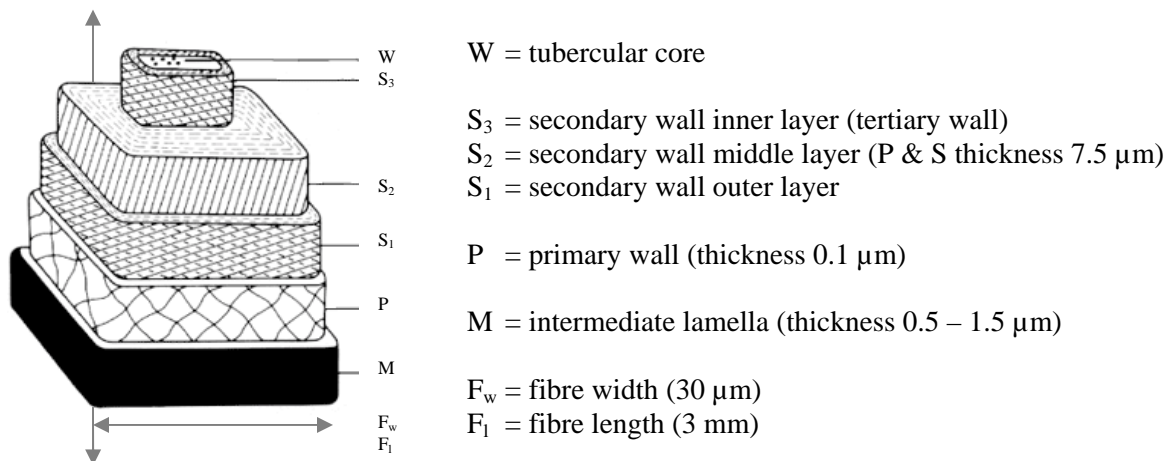 W
S₃
S₂
S₁
P
M
F_w
F_l
W = tubercular core
S₃ = secondary wall inner layer (tertiary wall)
S₂ = secondary wall middle layer (P & S thickness 7.5 µm)
S₁ = secondary wall outer layer
P = primary wall (thickness 0.1 µm)
M = intermediate lamella (thickness 0.5 – 1.5 µm)
F_w = fibre width (30 µm)
F_l = fibre length (3 mm)